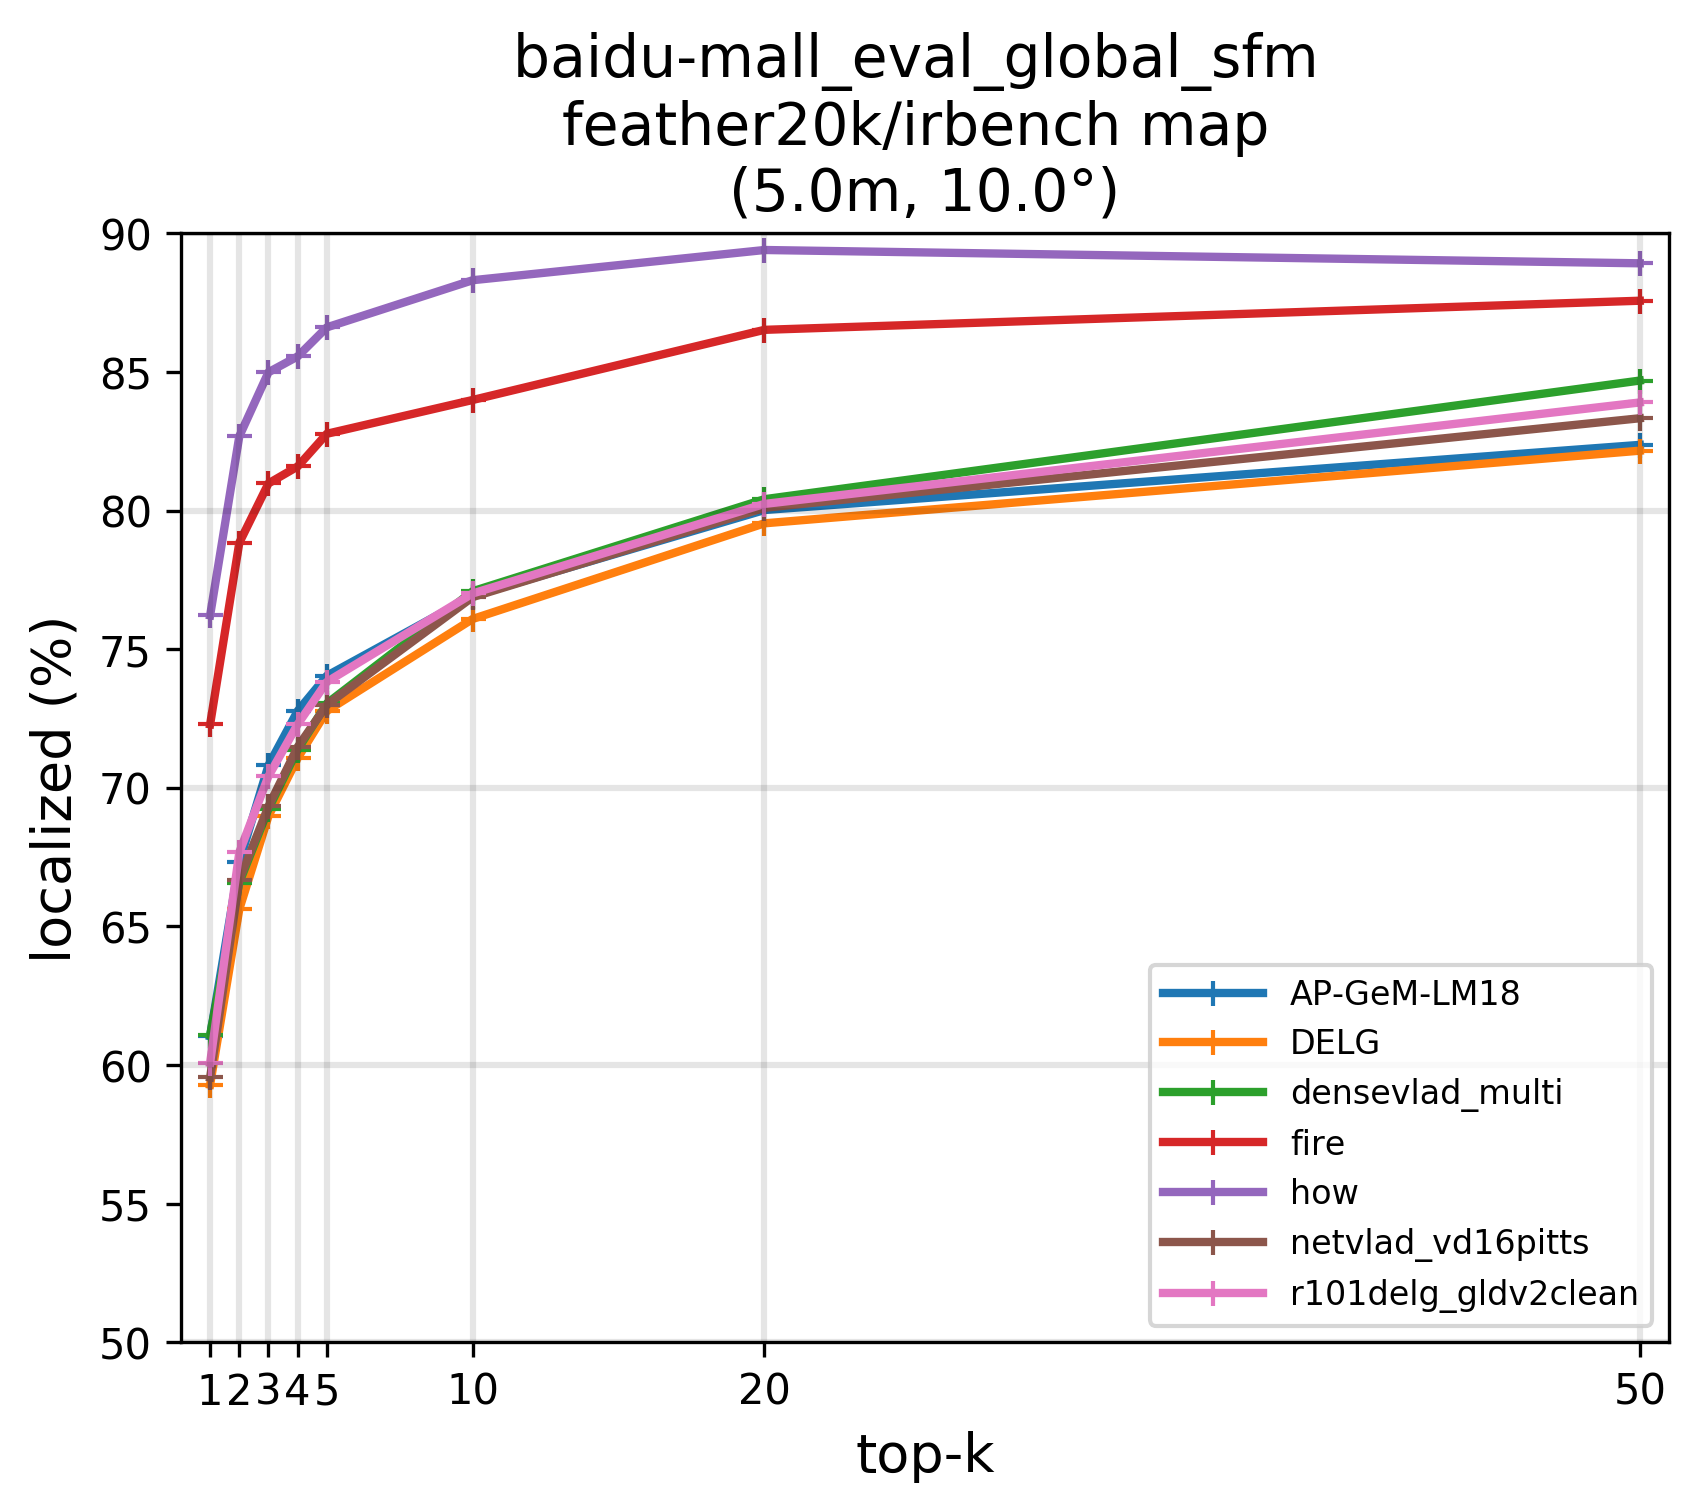 baidu-mall_eval_global_sfm
feather20k/irbench map
(5.0m, 10.0°)
90
85
80
75
70
65
60
55
50
localized (%)
AP-GeM-LM18
DELG
densevlad_multi
fire
how
netvlad_vd16pitts
r101delg_gldv2clean
1 2 3 4 5 10 20 50
top-k